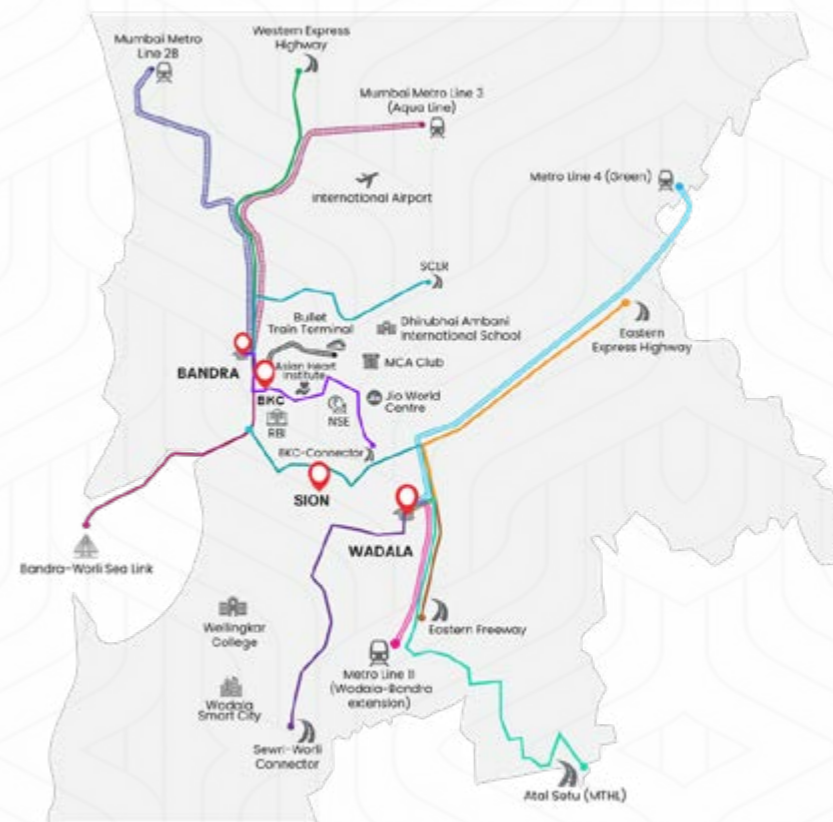 Mumbai Metro
Line 2B
Western Express
Highway
Mumbai Metro Line 3
(Aqua Line)
International Airport
Metro Line 4 (Green)
SCLR
Bullet
Train Terminal
Dhirubhai Ambani
International School
Eastern
Express Highway
BANDRA
Asian Heart
Institute
MCA Club
BKC
Jio World
Centre
RBI
NSE
BKC-Connector
SION
WADALA
Bandra-Worli Sea Link
Wellingkar
College
Eastern Freeway
Metro Line 11
(Wadala-Bandra
extension)
Wadala
Smart City
Sewri-Worli
Connector
Atal Setu (MTHL)